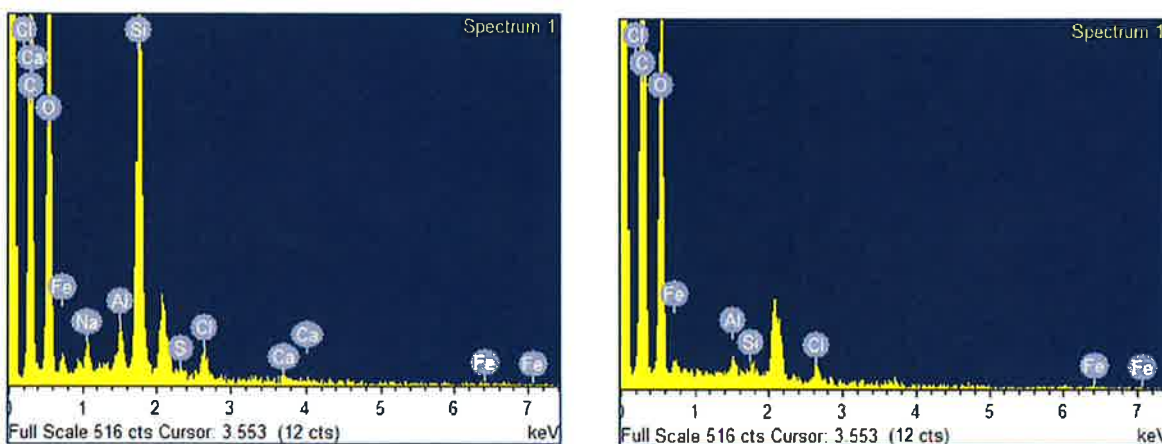 Spectrum 1
Cl
Ca
C
O
Si
Fe
Na
Al
S
Cl
Ca
Ca
Fe
Fe
0 1 2 3 4 5 6 7
Full Scale 516 cts Cursor: 3.553 (12 cts) keV
Spectrum 1
Cl
C
O
Fe
Al
Si
Cl
Fe
Fe
0 1 2 3 4 5 6 7
Full Scale 516 cts Cursor: 3.553 (12 cts) keV